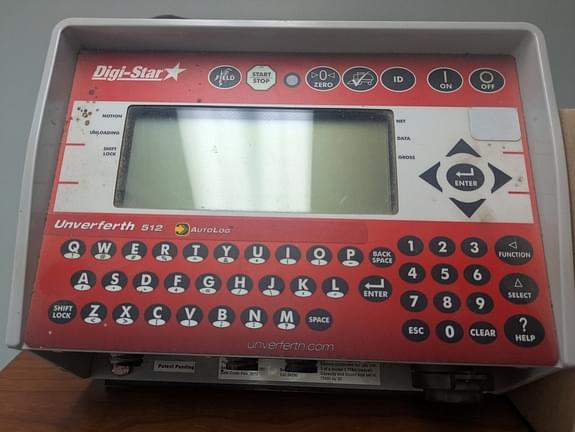 Digi-Star
FIELD
START STOP
0 ZERO
ID
ON
OFF
MOTION
UNLOADING
SHIFT LOCK
NET
DATA
GROSS
ENTER
Unverferth 512 AUTOLOG
Q W E R T Y U I O P BACK SPACE
A S D F G H J K L ENTER
SHIFT LOCK Z X C V B N M SPACE
1 2 3 FUNCTION
4 5 6 SELECT
7 8 9
ESC 0 CLEAR ? HELP
unverferth.com
Patent Pending